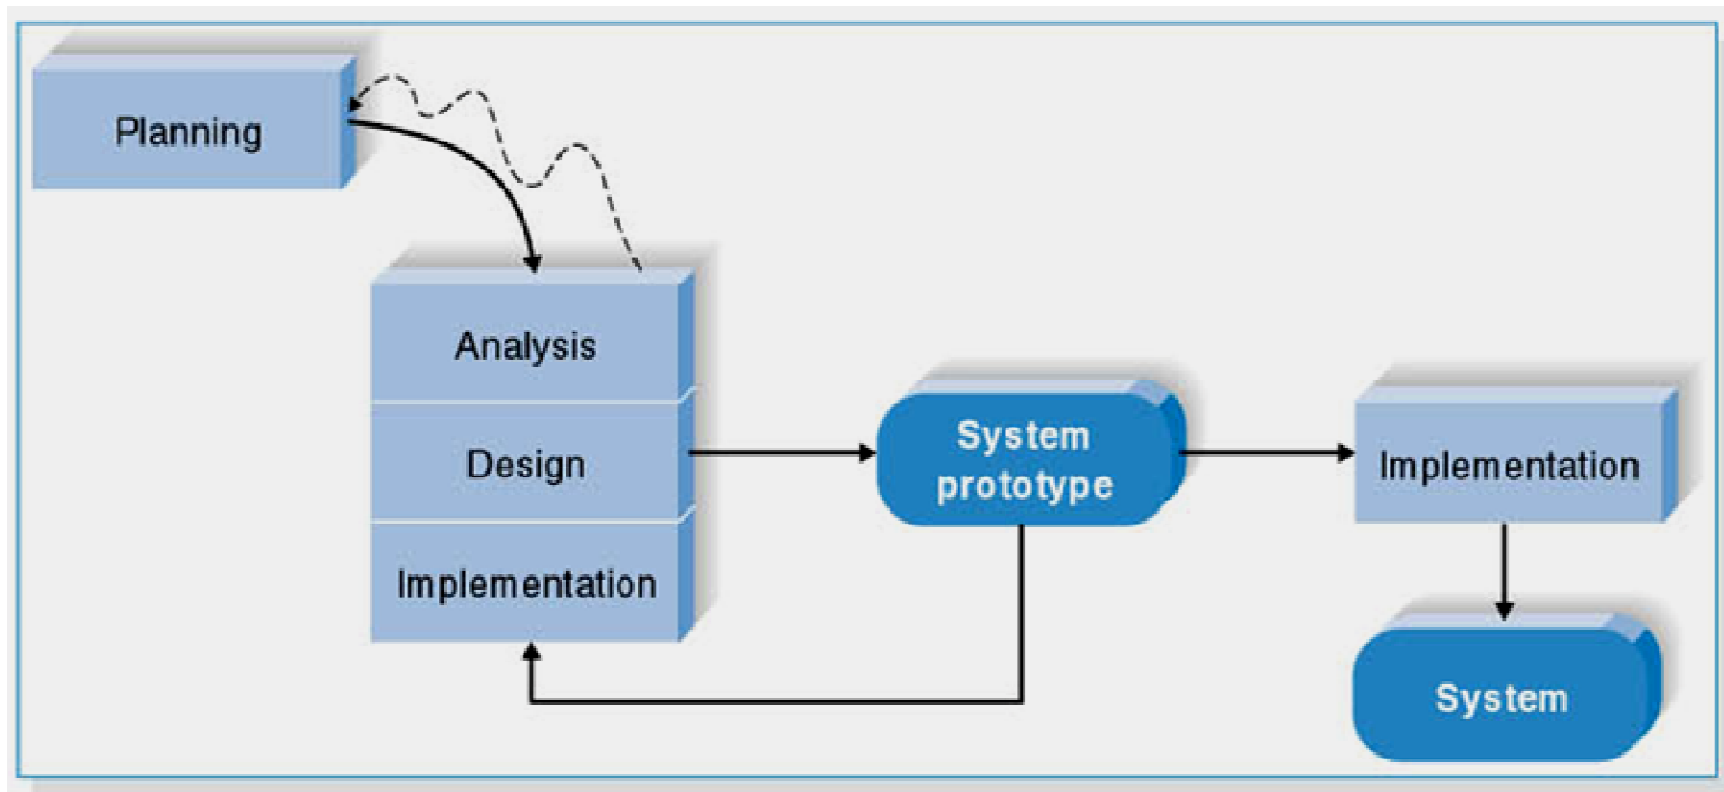 Planning
Analysis
Design
Implementation
System
prototype
Implementation
System